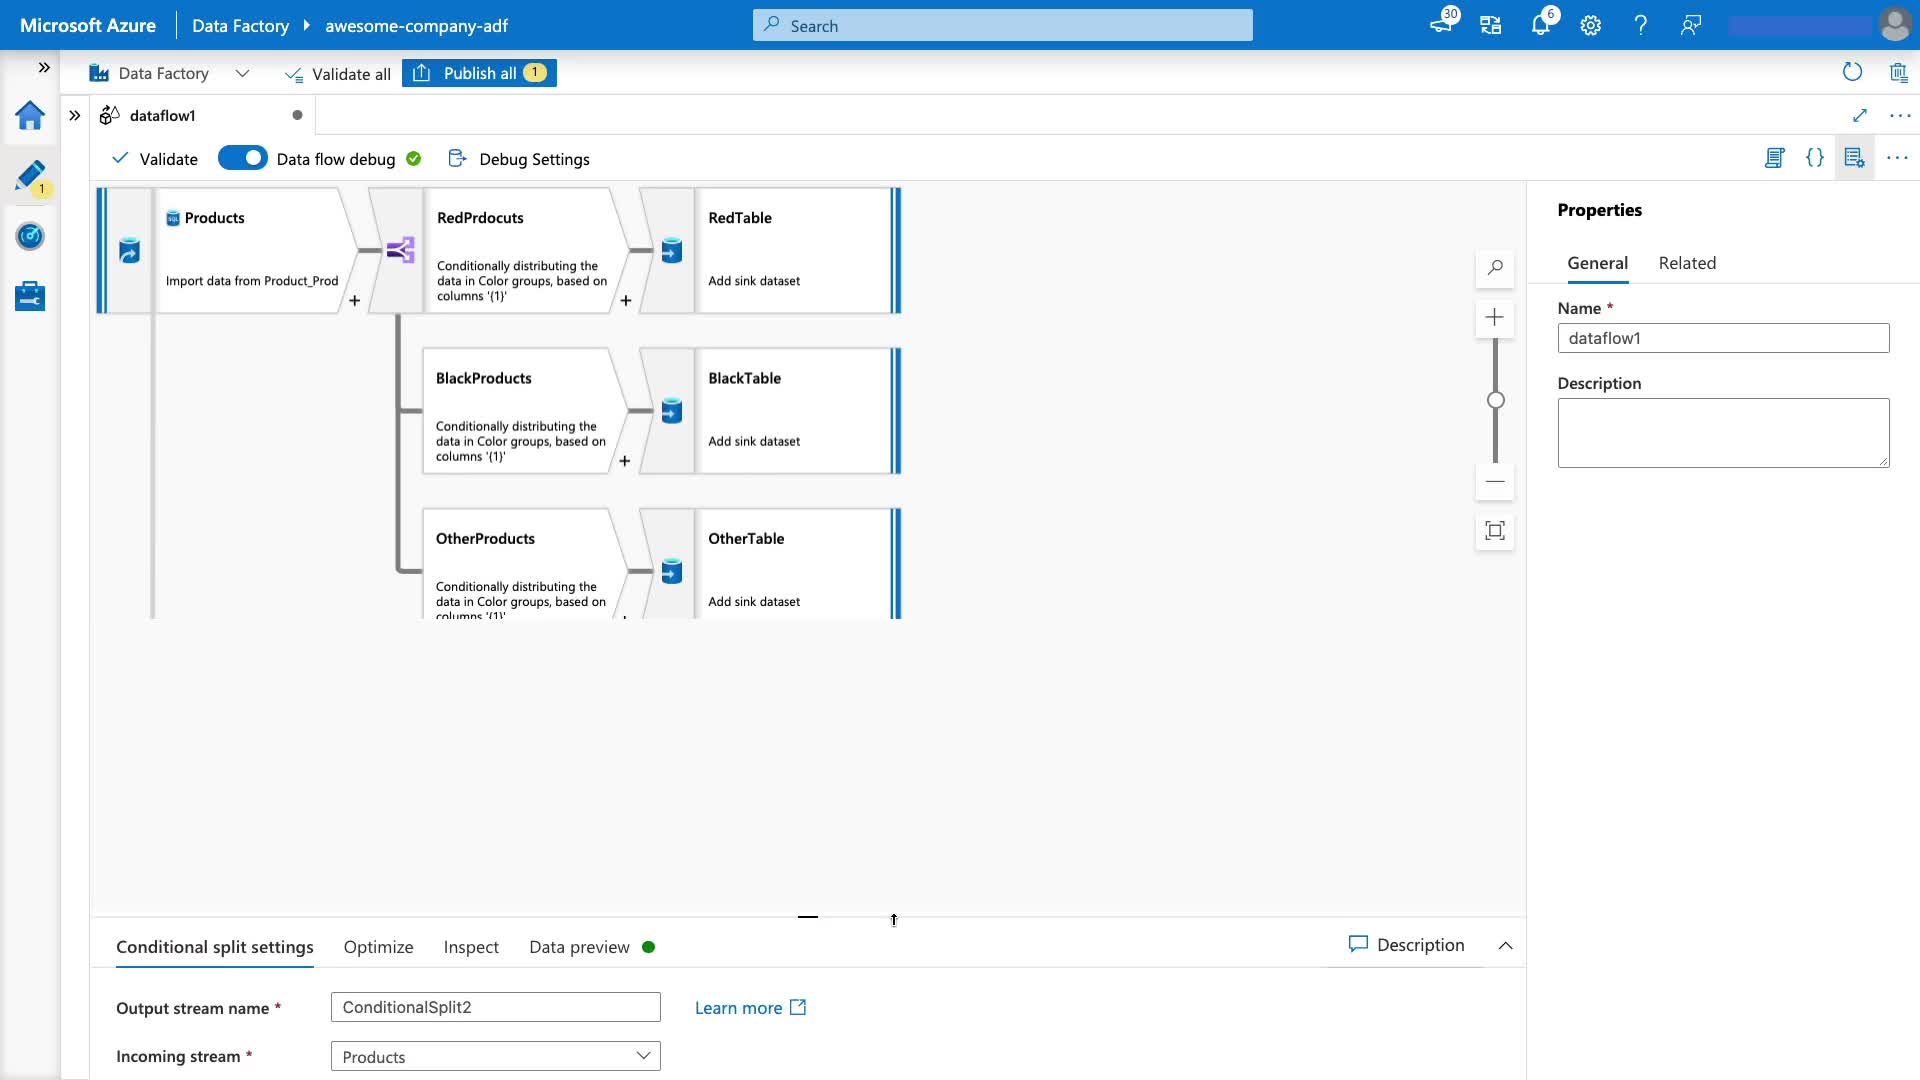 Microsoft Azure
Data Factory
awesome-company-adf
Search
30
6
Data Factory
Validate all
Publish all
1
dataflow1
1
Validate
Data flow debug
Debug Settings
{}
Products
Import data from Product_Prod
+
RedPrdocuts
Conditionally distributing the
data in Color groups, based on
columns '{1}'
+
RedTable
Add sink dataset
BlackProducts
Conditionally distributing the
data in Color groups, based on
columns '{1}'
+
BlackTable
Add sink dataset
OtherProducts
Conditionally distributing the
data in Color groups, based on
columns '{1}'
OtherTable
Add sink dataset
Properties
General
Related
Name *
dataflow1
Description
Conditional split settings
Optimize
Inspect
Data preview
Description
Output stream name *
ConditionalSplit2
Learn more
Incoming stream *
Products